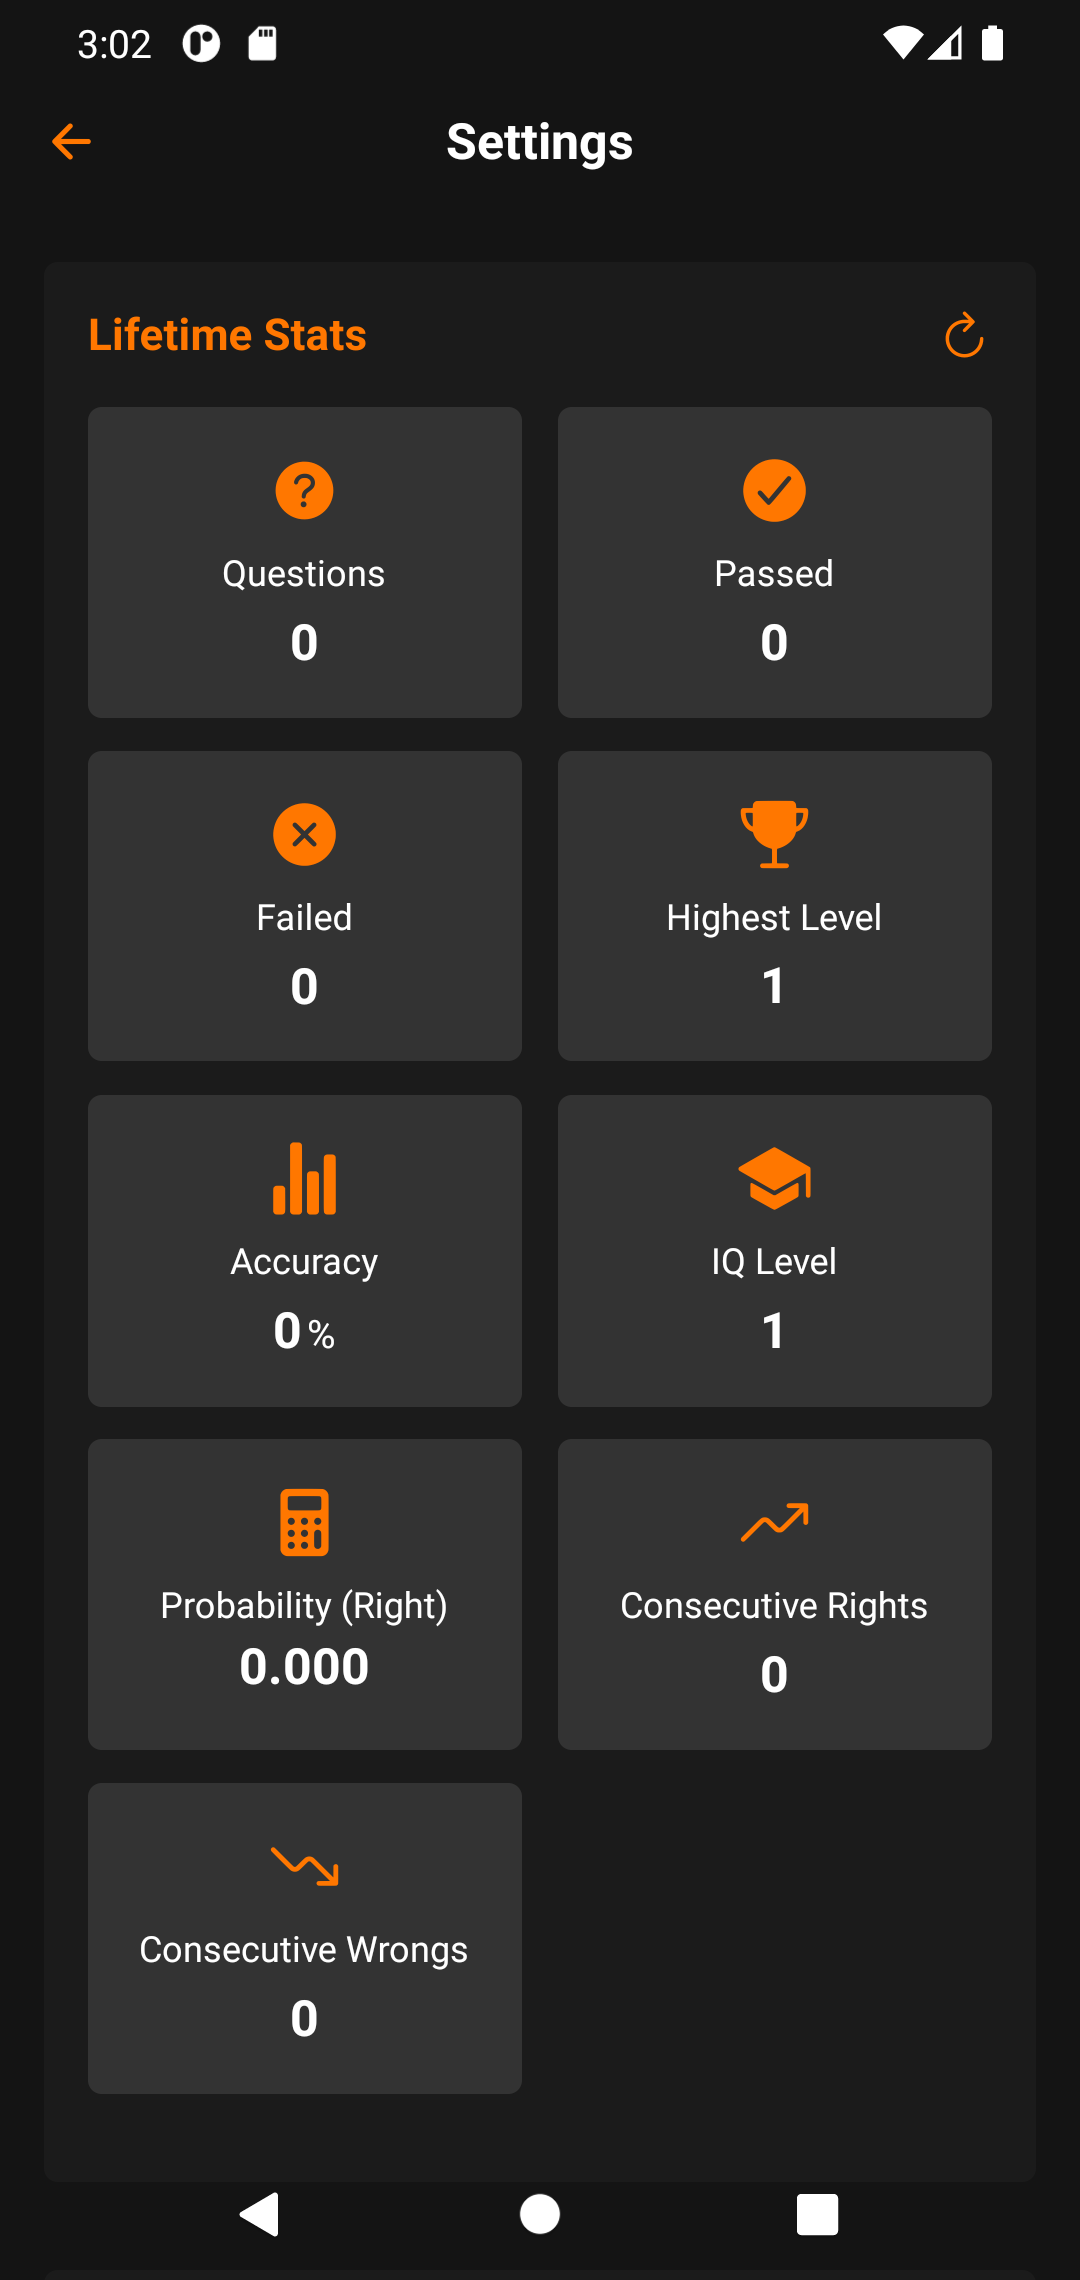 3:02
Settings
Lifetime Stats
Questions
0
Passed
0
Failed
0
Highest Level
1
Accuracy
0 %
IQ Level
1
Probability (Right)
0.000
Consecutive Rights
0
Consecutive Wrongs
0